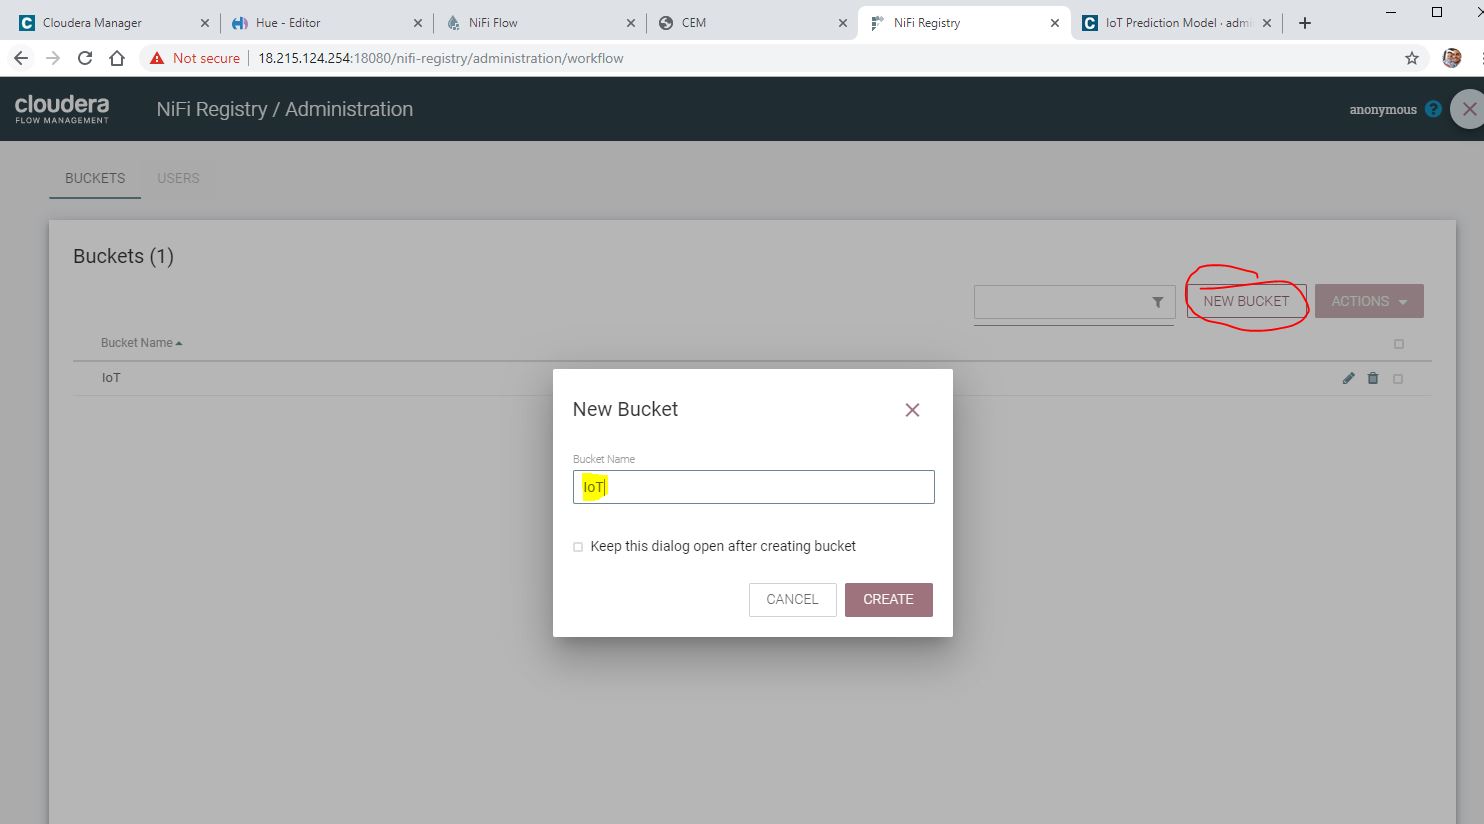 Cloudera Manager
Hue - Editor
NiFi Flow
CEM
NiFi Registry
IoT Prediction Model · admi
Not secure
18.215.124.254:18080/nifi-registry/administration/workflow
cloudera
FLOW MANAGEMENT
NiFi Registry / Administration
anonymous
BUCKETS
USERS
Buckets (1)
NEW BUCKET
ACTIONS
Bucket Name
IoT
New Bucket
Bucket Name
IoT
Keep this dialog open after creating bucket
CANCEL
CREATE